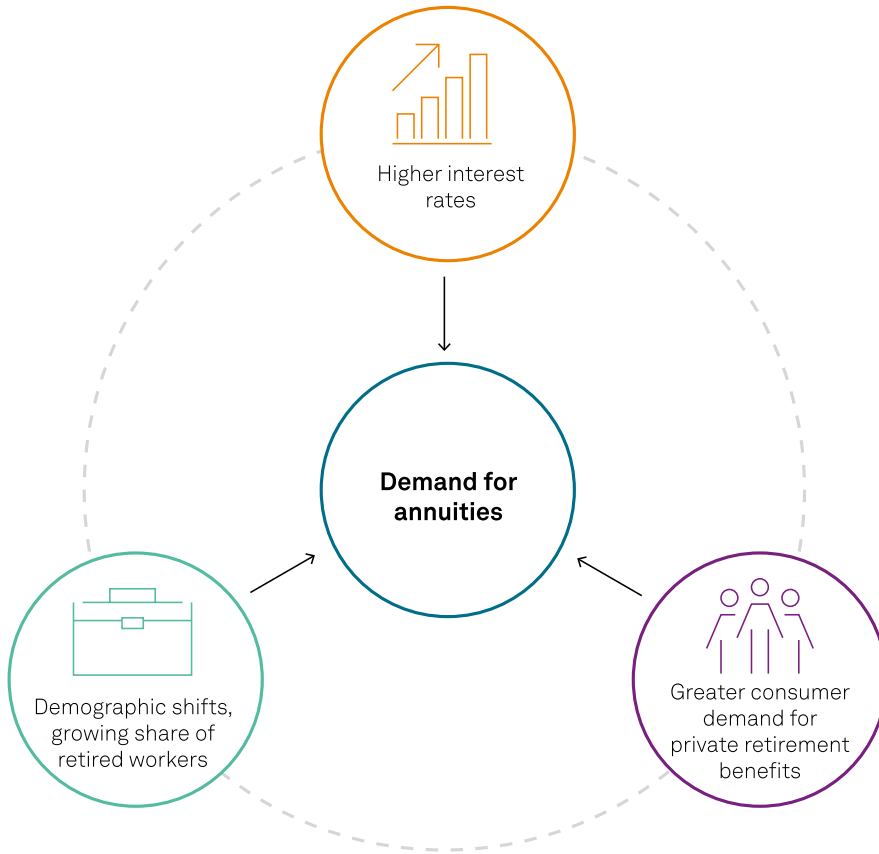 Higher interest
rates
Demand for
annuities
Demographic shifts,
growing share of
retired workers
Greater consumer
demand for
private retirement
benefits